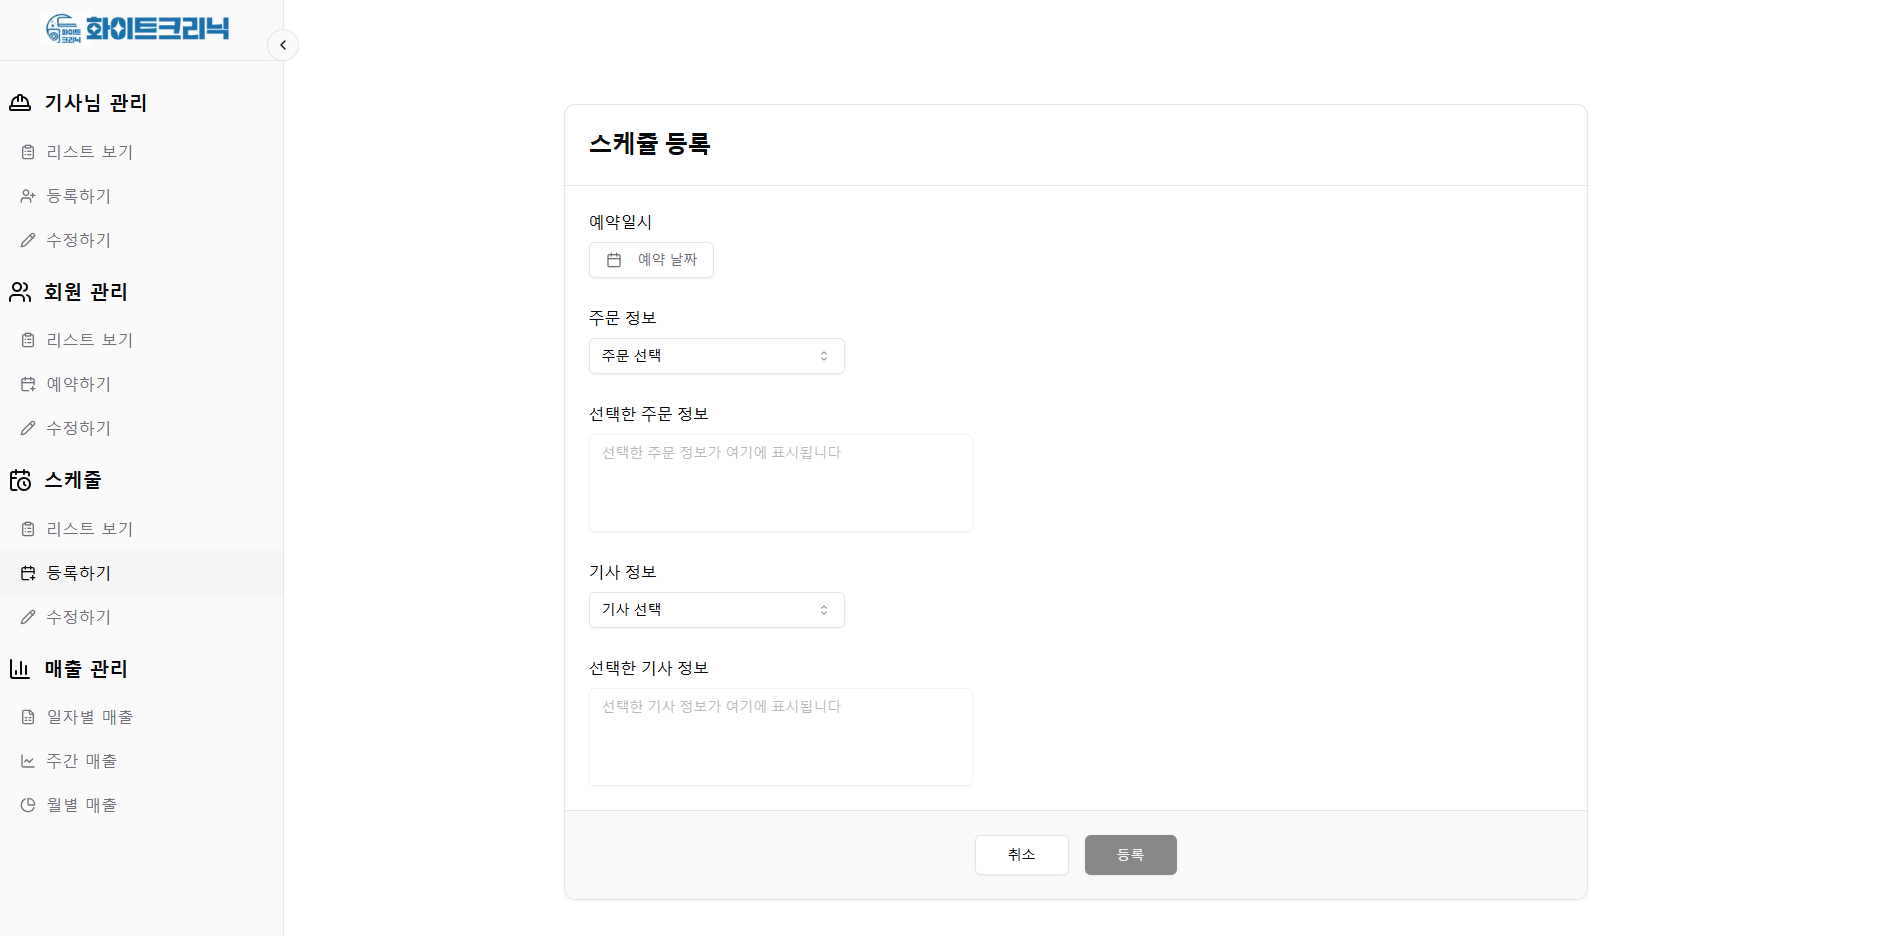 화이트
크리닉
화이트크리닉
기사님 관리
리스트 보기
등록하기
수정하기
회원 관리
리스트 보기
예약하기
수정하기
스케줄
리스트 보기
등록하기
수정하기
매출 관리
일자별 매출
주간 매출
월별 매출
스케쥴 등록
예약일시
예약 날짜
주문 정보
주문 선택
선택한 주문 정보
선택한 주문 정보가 여기에 표시됩니다
기사 정보
기사 선택
선택한 기사 정보
선택한 기사 정보가 여기에 표시됩니다
취소
등록